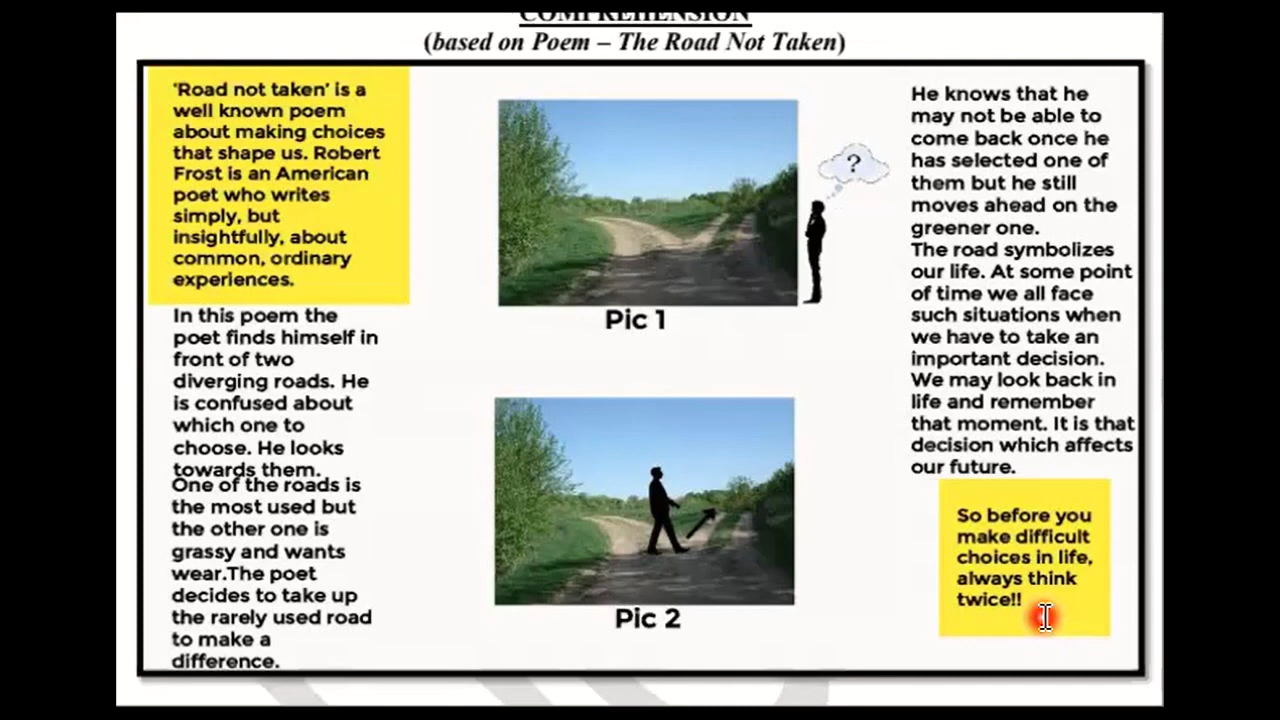 COMPREHENSION
(based on Poem – The Road Not Taken)
‘Road not taken’ is a
well known poem
about making choices
that shape us. Robert
Frost is an American
poet who writes
simply, but
insightfully, about
common, ordinary
experiences.
In this poem the
poet finds himself in
front of two
diverging roads. He
is confused about
which one to
choose. He looks
towards them.
One of the roads is
the most used but
the other one is
grassy and wants
wear.The poet
decides to take up
the rarely used road
to make a
difference.
?
Pic 1
Pic 2
He knows that he
may not be able to
come back once he
has selected one of
them but he still
moves ahead on the
greener one.
The road symbolizes
our life. At some point
of time we all face
such situations when
we have to take an
important decision.
We may look back in
life and remember
that moment. It is that
decision which affects
our future.
So before you
make difficult
choices in life,
always think
twice!!